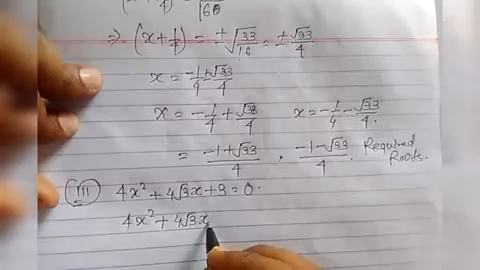 ⇒ (x+1/4) = ±√33/16 = ±√33/4
x = -1/4 ± √33/4
x = -1/4 + √33/4 x = -1/4 - √33/4.
= -1+√33/4 , -1-√33/4. Required Roots.
(III) 4x² + 4√3x + 3 = 0.
4x² + 4√3x